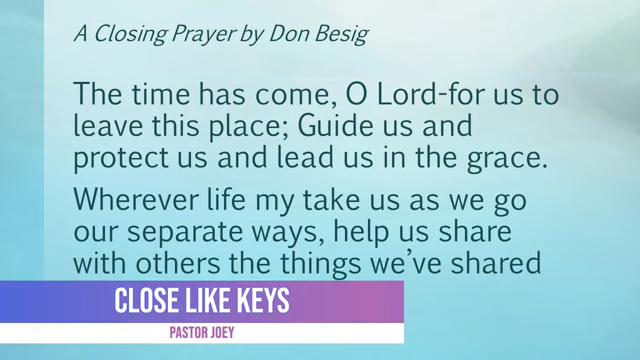 A Closing Prayer by Don Besig
The time has come, O Lord-for us to
leave this place; Guide us and
protect us and lead us in the grace.
Wherever life my take us as we go
our separate ways, help us share
with others the things we've shared
CLOSE LIKE KEYS
PASTOR JOEY